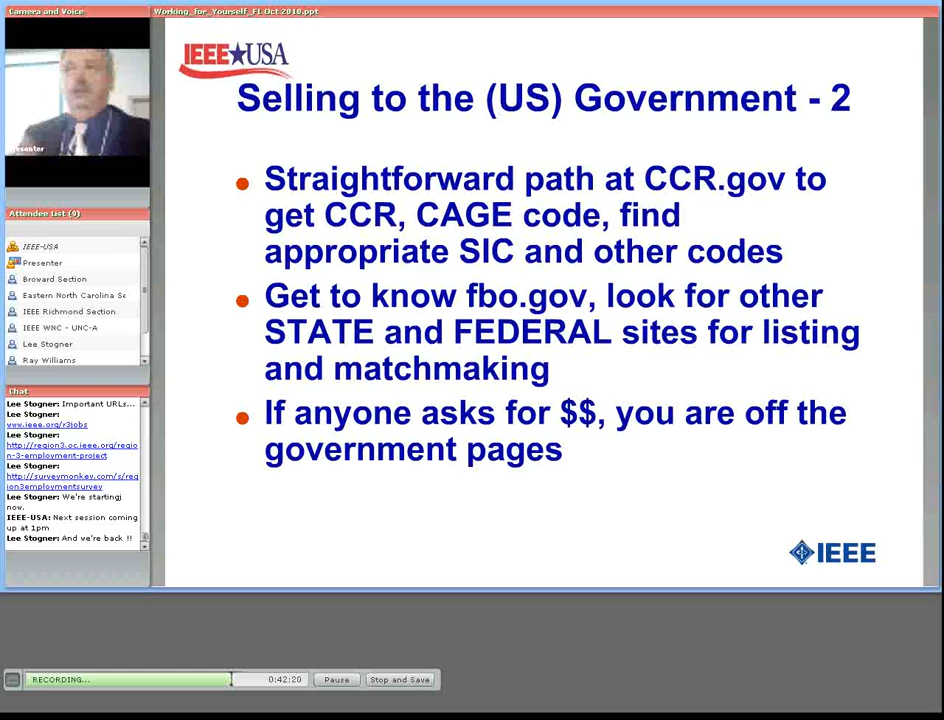 Camera and Voice
Working_for_Yourself_FL Oct 2010.ppt
IEEE★USA
Selling to the (US) Government - 2
resenter
• Straightforward path at CCR.gov to
get CCR, CAGE code, find
appropriate SIC and other codes
• Get to know fbo.gov, look for other
STATE and FEDERAL sites for listing
and matchmaking
• If anyone asks for $$, you are off the
government pages
IEEE
Attendee List (9)
IEEE-USA
Presenter
Broward Section
Eastern North Carolina Se
IEEE Richmond Section
IEEE WNC - UNC-A
Lee Stogner
Ray Williams
Chat
Lee Stogner: Important URLs...
Lee Stogner:
www.ieee.org/r3jobs
Lee Stogner:
http://region3.oc.ieee.org/regio
n-3-employment-project
Lee Stogner:
http://surveymonkey.com/s/reg
ion3employmentsurvey
Lee Stogner: We're startingj
now.
IEEE-USA: Next session coming
up at 1pm
Lee Stogner: And we're back !!
RECORDING...
0:42:20
Pause
Stop and Save